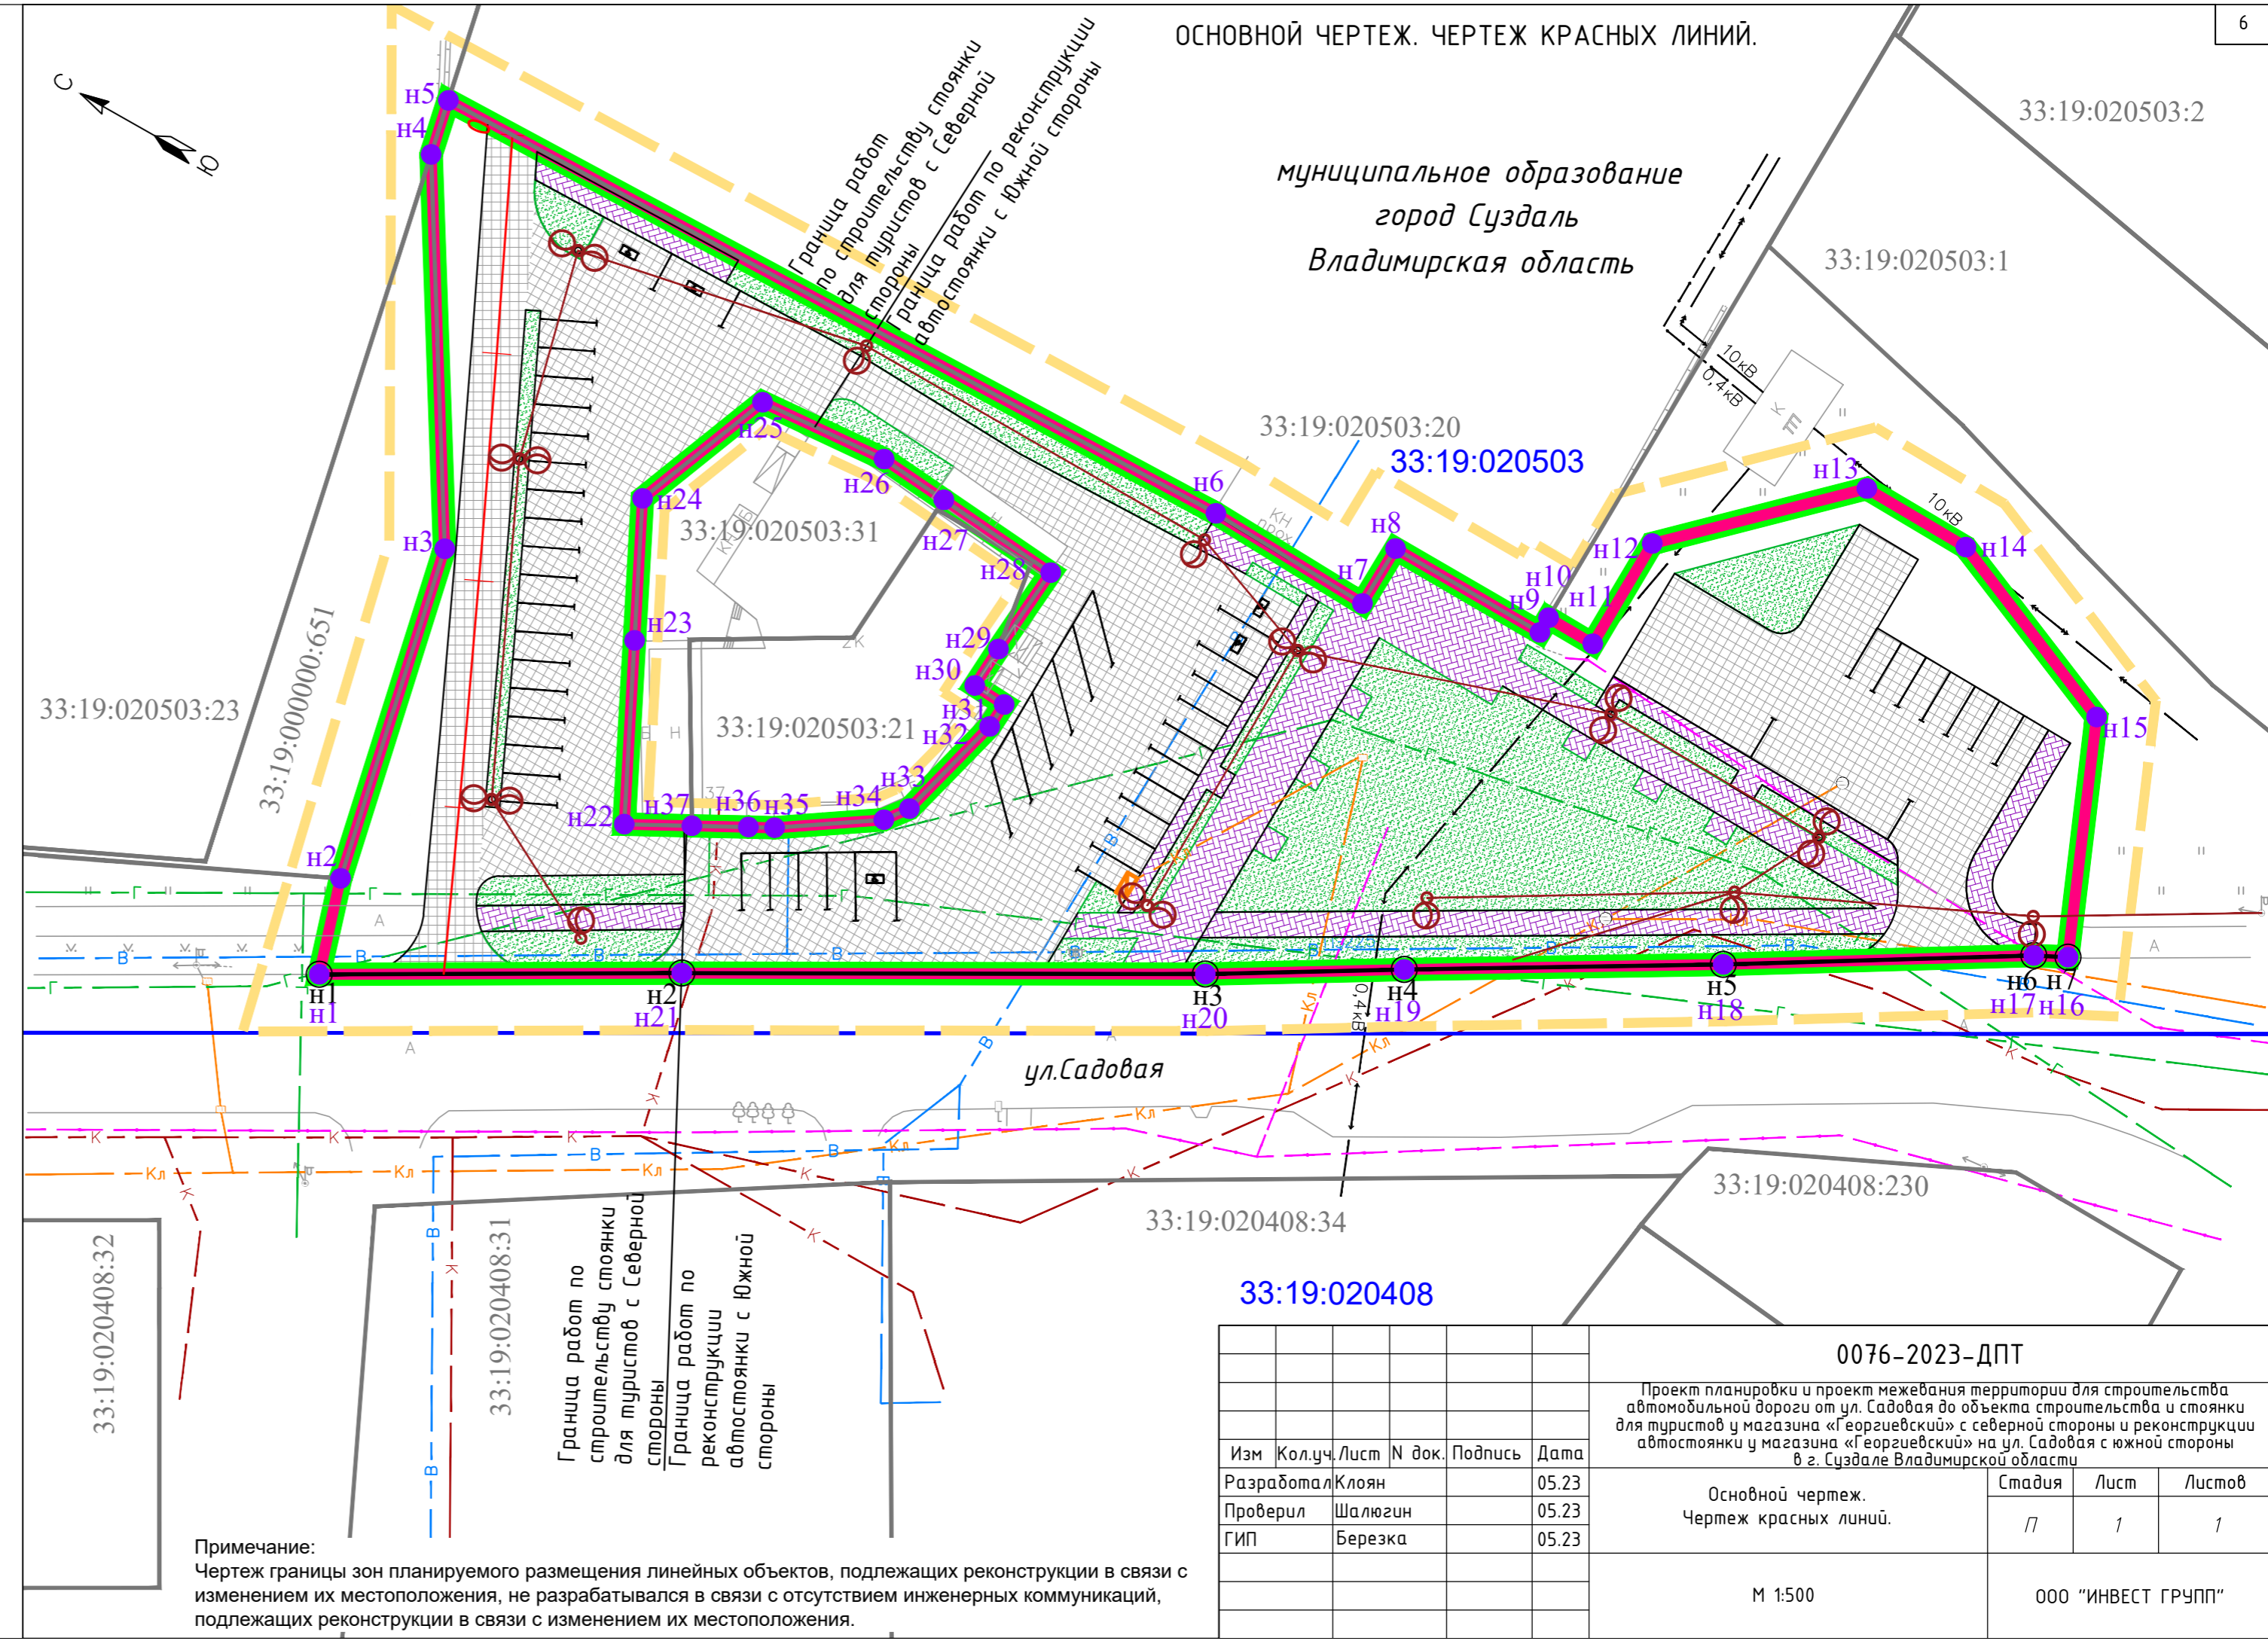 6
ОСНОВНОЙ ЧЕРТЕЖ. ЧЕРТЕЖ КРАСНЫХ ЛИНИЙ.
С
Ю
Граница работ
по строительству стоянки
для туристов с Северной
стороны
Граница работ по реконструкции
автостоянки с Южной стороны
муниципальное образование
город Суздаль
Владимирская область
33:19:020503:2
33:19:020503:1
33:19:020503:20
33:19:020503
33:19:020503:31
33:19:020503:21
33:19:020503:23
33:19:000000:651
10кВ
0,4кВ
10кВ
0,4кВ
н5
н4
н3
н2
н1
н6
н7
н8
н9
н10
н11
н12
н13
н14
н15
н25
н24
н26
н27
н28
н23
н29
н30
н31
н32
н33
н34
н35
н36
н37
н22
н1
н2
н3
н4
н5
н6
н7
н21
н20
н19
н18
н17
н16
ул.Садовая
33:19:020408:32
33:19:020408:31
33:19:020408:34
33:19:020408:230
33:19:020408
Граница работ по
строительству стоянки
для туристов с Северной
стороны
Граница работ по
реконструкции
автостоянки с Южной
стороны
Примечание:
Чертеж границы зон планируемого размещения линейных объектов, подлежащих реконструкции в связи с
изменением их местоположения, не разрабатывался в связи с отсутствием инженерных коммуникаций,
подлежащих реконструкции в связи с изменением их местоположения.
0076-2023-ДПТ
Проект планировки и проект межевания территории для строительства
автомобильной дороги от ул. Садовая до объекта строительства и стоянки
для туристов у магазина «Георгиевский» с северной стороны и реконструкции
автостоянки у магазина «Георгиевский» на ул. Садовая с южной стороны
в г. Суздале Владимирской области
Изм Кол.уч. Лист N док. Подпись Дата
Разработал Клоян 05.23
Проверил Шалюгин 05.23
ГИП Березка 05.23
Основной чертеж.
Чертеж красных линий.
Стадия Лист Листов
П 1 1
М 1:500
ООО "ИНВЕСТ ГРУПП"